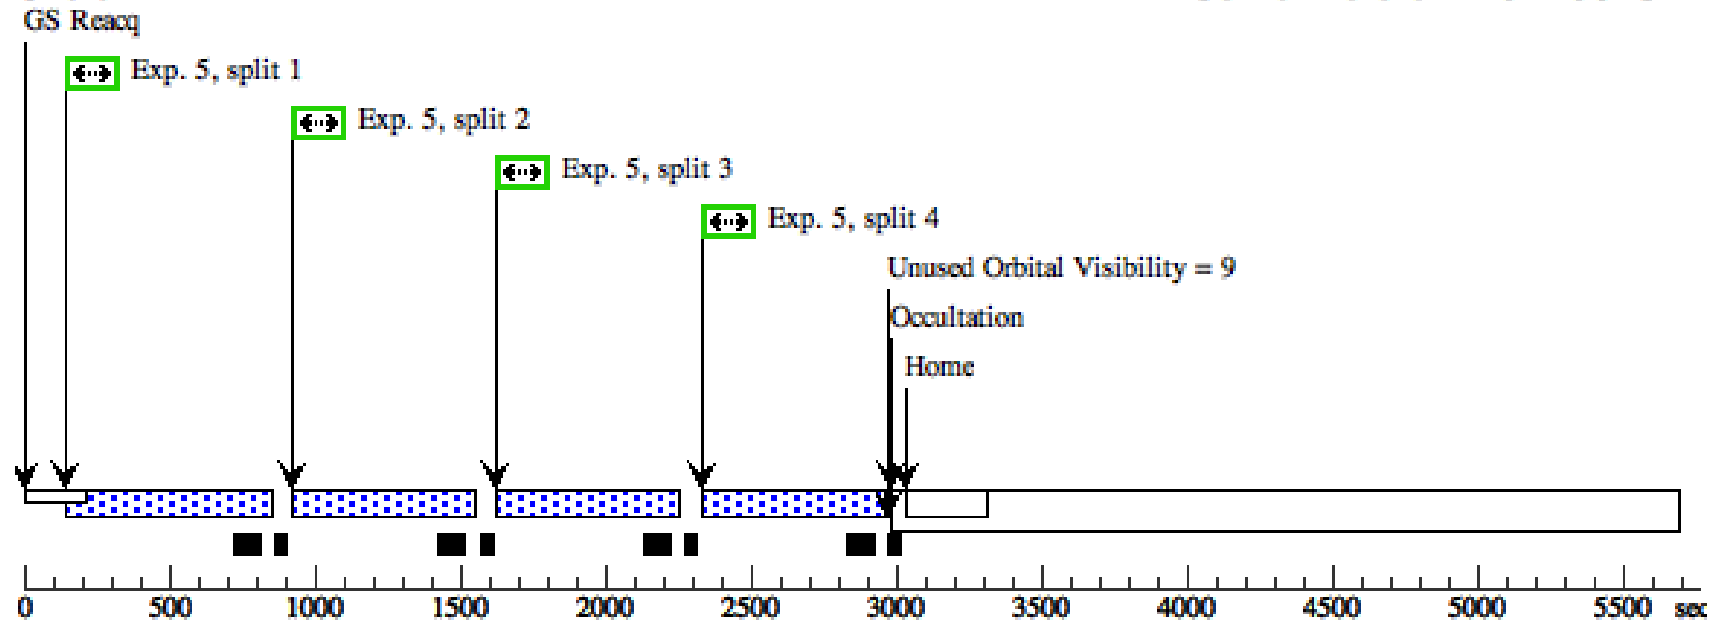 GS Reacq
Exp. 5, split 1
Exp. 5, split 2
Exp. 5, split 3
Exp. 5, split 4
Unused Orbital Visibility = 9
Occultation
Home
0 500 1000 1500 2000 2500 3000 3500 4000 4500 5000 5500 sec